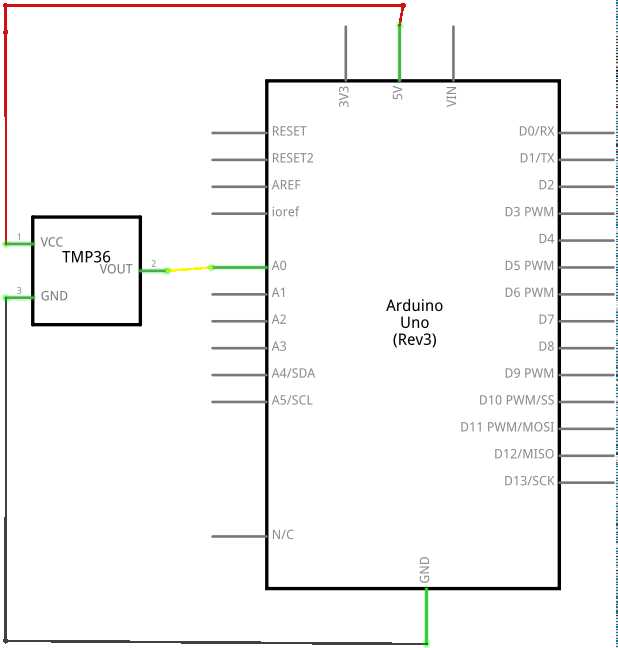 3V3
5V
VIN
RESET
D0/RX
RESET2
D1/TX
AREF
D2
ioref
D3 PWM
1
VCC
D4
TMP36
VOUT
2
A0
D5 PWM
3
GND
A1
D6 PWM
Arduino
Uno
(Rev3)
A2
D7
A3
D8
A4/SDA
D9 PWM
A5/SCL
D10 PWM/SS
D11 PWM/MOSI
D12/MISO
D13/SCK
N/C
GND